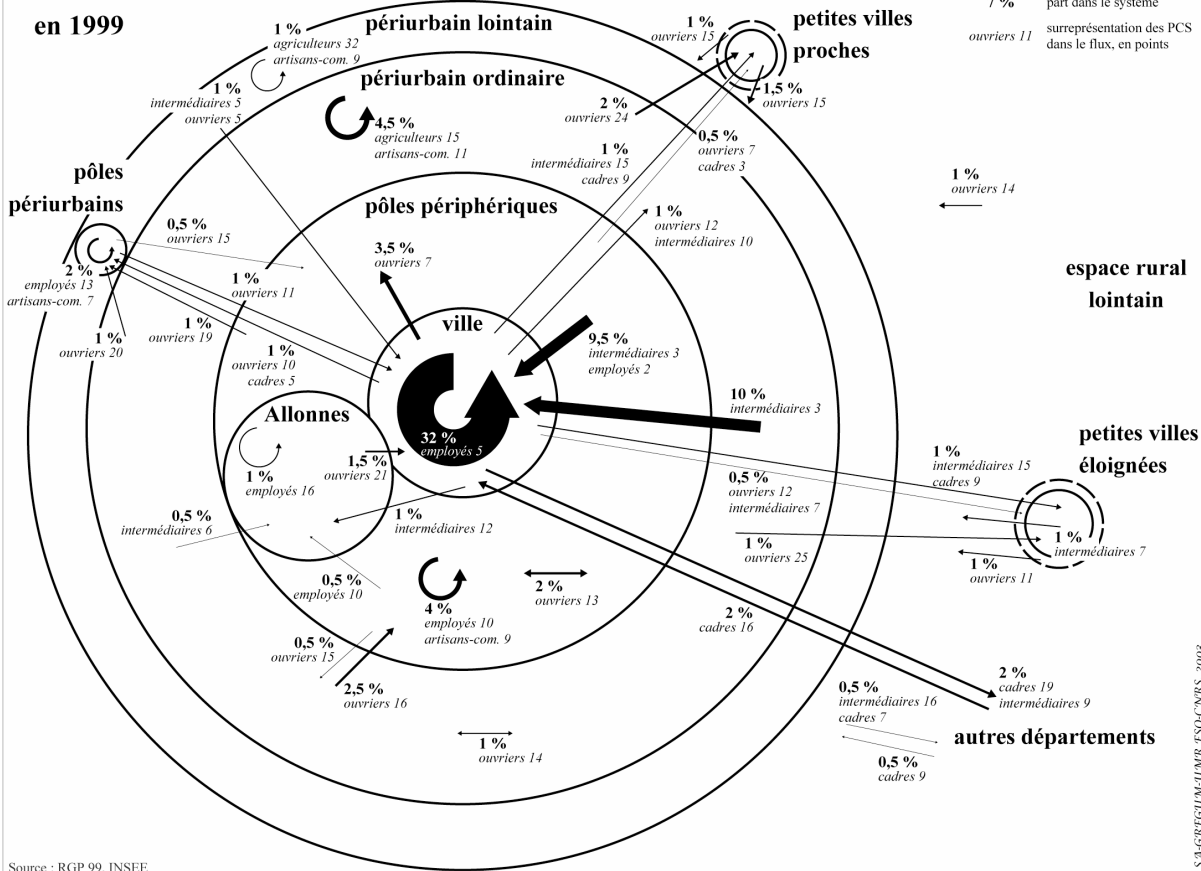 en 1999
7 %
part dans le système
ouvriers 11
surreprésentation des PCS
dans le flux, en points
périurbain lointain
petites villes
proches
1 %
agriculteurs 32
artisans-com. 9
1 %
ouvriers 15
périurbain ordinaire
1 %
intermédiaires 5
ouvriers 5
4,5 %
agriculteurs 15
artisans-com. 11
2 %
ouvriers 24
1,5 %
ouvriers 15
1 %
intermédiaires 15
cadres 9
0,5 %
ouvriers 7
cadres 3
pôles
périurbains
pôles périphériques
1 %
ouvriers 14
0,5 %
ouvriers 15
3,5 %
ouvriers 7
1 %
ouvriers 12
intermédiaires 10
2 %
employés 13
artisans-com. 7
1 %
ouvriers 11
espace rural
lointain
ville
1 %
ouvriers 20
1 %
ouvriers 19
1 %
ouvriers 10
cadres 5
9,5 %
intermédiaires 3
employés 2
10 %
intermédiaires 3
Allonnes
32 %
employés 5
petites villes
éloignées
1 %
employés 16
1,5 %
ouvriers 21
1 %
intermédiaires 15
cadres 9
0,5 %
ouvriers 12
intermédiaires 7
0,5 %
intermédiaires 6
1 %
intermédiaires 12
1 %
ouvriers 25
1 %
intermédiaires 7
1 %
ouvriers 11
0,5 %
employés 10
4 %
employés 10
artisans-com. 9
2 %
ouvriers 13
2 %
cadres 16
0,5 %
ouvriers 15
2,5 %
ouvriers 16
2 %
cadres 19
intermédiaires 9
0,5 %
intermédiaires 16
cadres 7
autres départements
1 %
ouvriers 14
0,5 %
cadres 9
Source : RGP 99, INSEE
SA-GREGUM-UMR ESO-CNRS, 2003